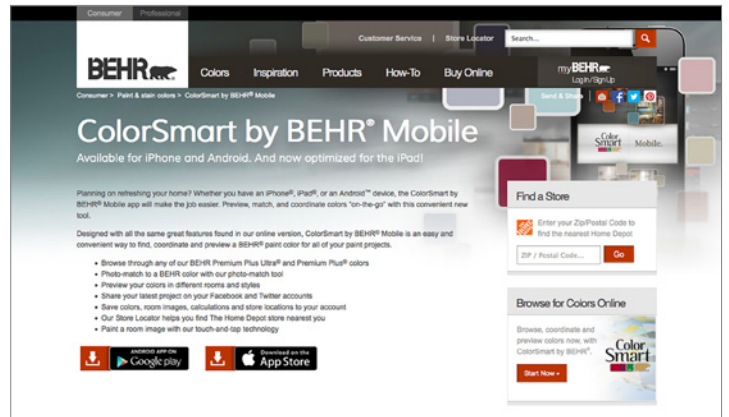 Consumer Professional
Customer Service | Store Locator Search...
BEHR
Colors Inspiration Products How-To Buy Online
myBEHR
Log In/Sign Up
Consumer > Paint & stain colors > ColorSmart by BEHR® Mobile
Send & Share
ColorSmart by BEHR® Mobile
Available for iPhone and Android. And now optimized for the iPad!
Color
Smart Mobile.
Planning on refreshing your home? Whether you have an iPhone®, iPad®, or an Android™ device, the ColorSmart by
BEHR® Mobile app will make the job easier. Preview, match, and coordinate colors "on-the-go" with this convenient new
tool.
Designed with all the same great features found in our online version, ColorSmart by BEHR® Mobile is an easy and
convenient way to find, coordinate and preview a BEHR® paint color for all of your paint projects.
• Browse through any of our BEHR Premium Plus Ultra® and Premium Plus® colors
• Photo-match to a BEHR color with our photo-match tool
• Preview your colors in different rooms and styles
• Share your latest project on your Facebook and Twitter accounts
• Save colors, room images, calculations and store locations to your account
• Our Store Locator helps you find The Home Depot store nearest you
• Paint a room image with our touch-and-tap technology
ANDROID APP ON
Google play
Download on the
App Store
Find a Store
Enter your Zip/Postal Code to
find the nearest Home Depot
ZIP / Postal Code... Go
Browse for Colors Online
Browse, coordinate and
preview colors now, with
ColorSmart by BEHR®.
Color
Smart
Start Now